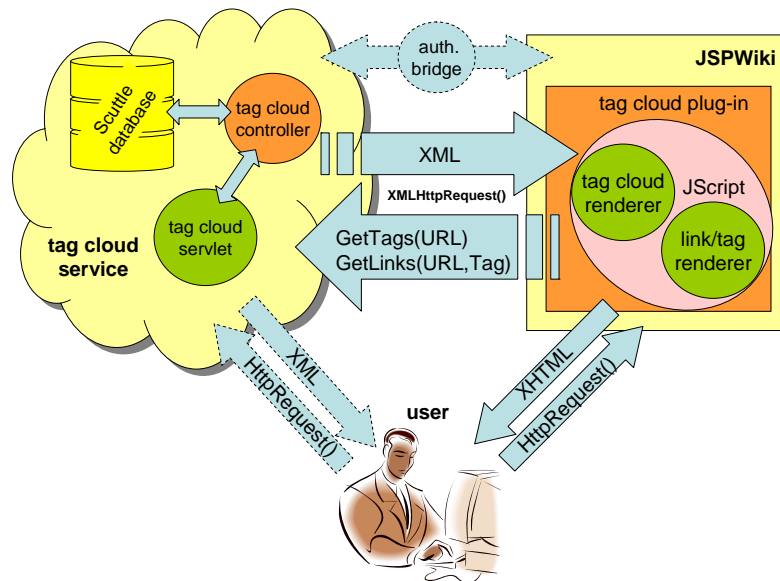 auth.
bridge
JSPWiki
Scuttle
database
tag cloud
controller
tag cloud plug-in
XML
tag cloud
renderer
JScript
XMLHttpRequest()
tag cloud
servlet
tag cloud
service
GetTags(URL)
GetLinks(URL,Tag)
link/tag
renderer
XML
HttpRequest()
XHTML
HttpRequest()
user